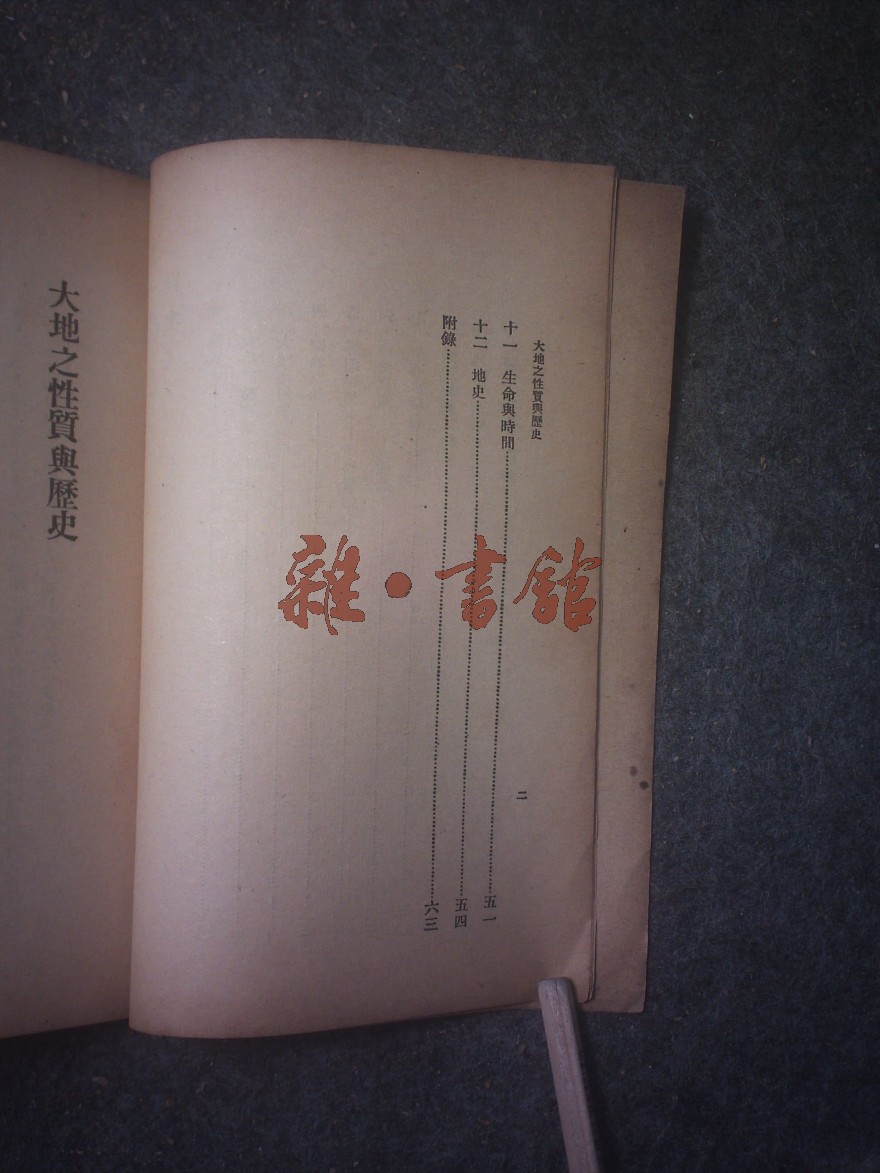 大地之性質與歷史
十一　生命與時間……五一
十二　地史……五四
附錄……六三
二
大地之性質與歷史
雜·書館